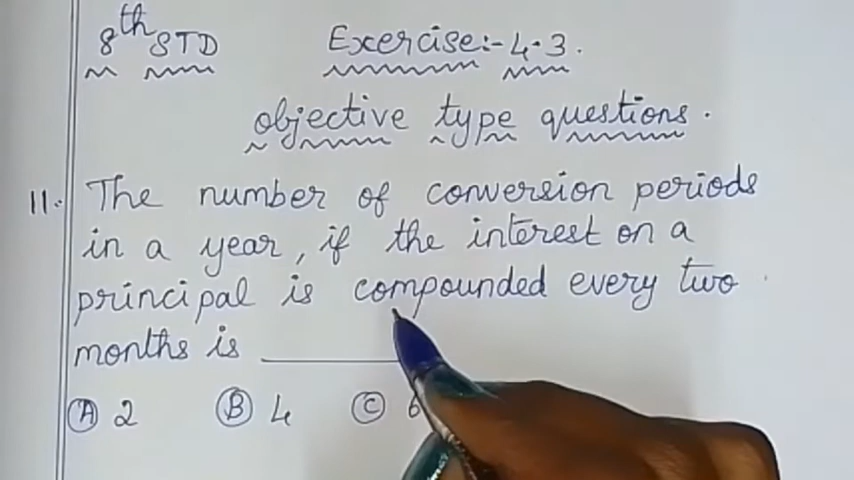 8th STD Exercise:- 4.3.
objective type questions.
11. The number of conversion periods
in a year, if the interest on a
principal is compounded every two
months is ______
(A) 2 (B) 4 (C) 6